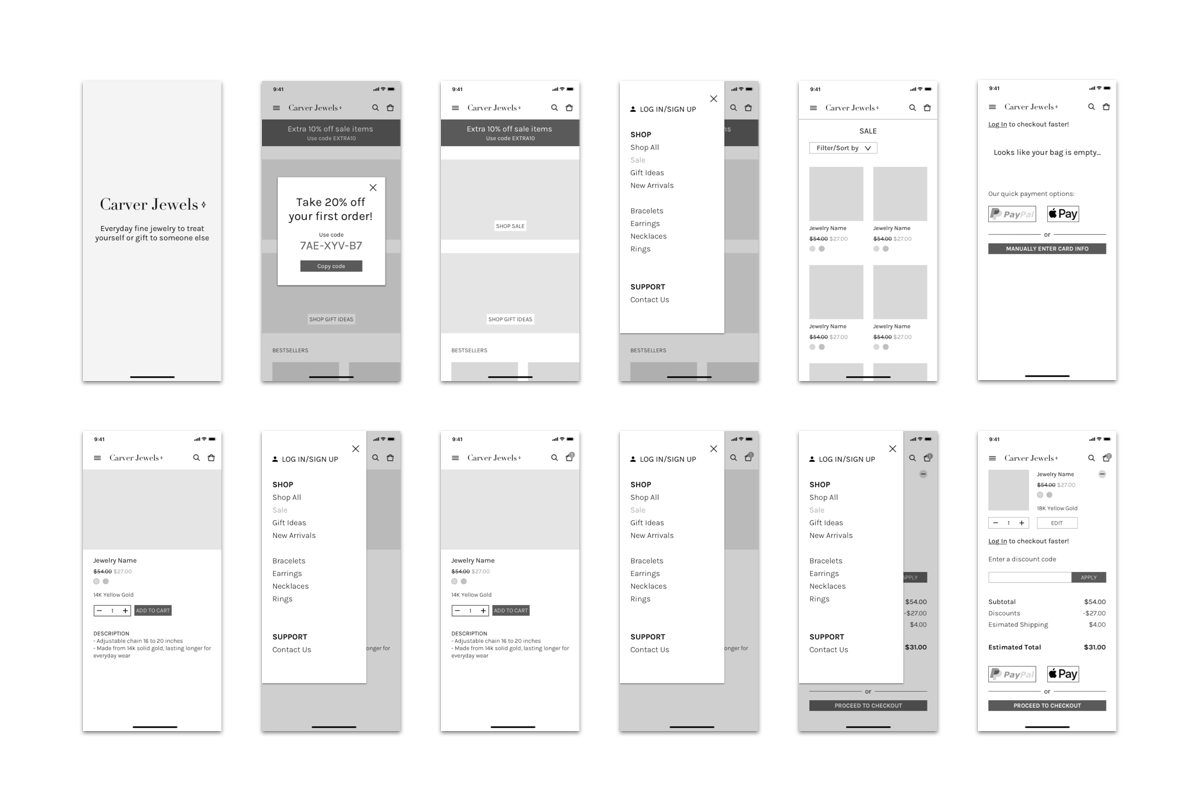 Carver Jewels
Everyday fine jewelry to treat
yourself or gift to someone else
9:41
Carver Jewels
Extra 10% off sale items
Use code EXTRA10
Take 20% off
your first order!
Use code
7AE-XYV-B7
Copy code
SHOP GIFT IDEAS
BESTSELLERS
9:41
Carver Jewels
Extra 10% off sale items
Use code EXTRA10
SHOP SALE
SHOP GIFT IDEAS
BESTSELLERS
LOG IN/SIGN UP
ns
SHOP
Shop All
Sale
Gift Ideas
New Arrivals
Bracelets
Earrings
Necklaces
Rings
SUPPORT
Contact Us
BESTSELLERS
9:41
Carver Jewels
SALE
Filter/Sort by
Jewelry Name Jewelry Name
$54.00 $27.00 $54.00 $27.00
Jewelry Name Jewelry Name
$54.00 $27.00 $54.00 $27.00
9:41
Carver Jewels
Log In to checkout faster!
Looks like your bag is empty...
Our quick payment options:
PayPal Pay
or
MANUALLY ENTER CARD INFO
9:41
Carver Jewels
Jewelry Name
$54.00 $27.00
14K Yellow Gold
1 ADD TO CART
DESCRIPTION
- Adjustable chain 16 to 20 inches
- Made from 14k solid gold, lasting longer for
everyday wear
LOG IN/SIGN UP
SHOP
Shop All
Sale
Gift Ideas
New Arrivals
Bracelets
Earrings
Necklaces
Rings
SUPPORT
Contact Us
onger for
9:41
Carver Jewels
Jewelry Name
$54.00 $27.00
14K Yellow Gold
1 ADD TO CART
DESCRIPTION
- Adjustable chain 16 to 20 inches
- Made from 14k solid gold, lasting longer for
everyday wear
LOG IN/SIGN UP
SHOP
Shop All
Sale
Gift Ideas
New Arrivals
Bracelets
Earrings
Necklaces
Rings
SUPPORT
Contact Us
onger for
LOG IN/SIGN UP
SHOP
Shop All
Sale
Gift Ideas
New Arrivals
Bracelets
Earrings
Necklaces
Rings
SUPPORT
Contact Us
APPLY
$54.00
-$27.00
$4.00
$31.00
or
PROCEED TO CHECKOUT
9:41
Carver Jewels
Jewelry Name
$54.00 $27.00
18K Yellow Gold
1 EDIT
Log In to checkout faster!
Enter a discount code
APPLY
Subtotal $54.00
Discounts -$27.00
Esimated Shipping $4.00
Estimated Total $31.00
PayPal Pay
or
PROCEED TO CHECKOUT